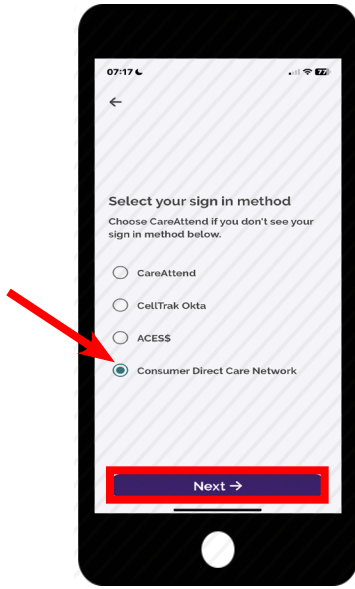 07:17
77
Select your sign in method
Choose CareAttend if you don't see your
sign in method below.
CareAttend
CellTrak Okta
ACES$
Consumer Direct Care Network
Next →